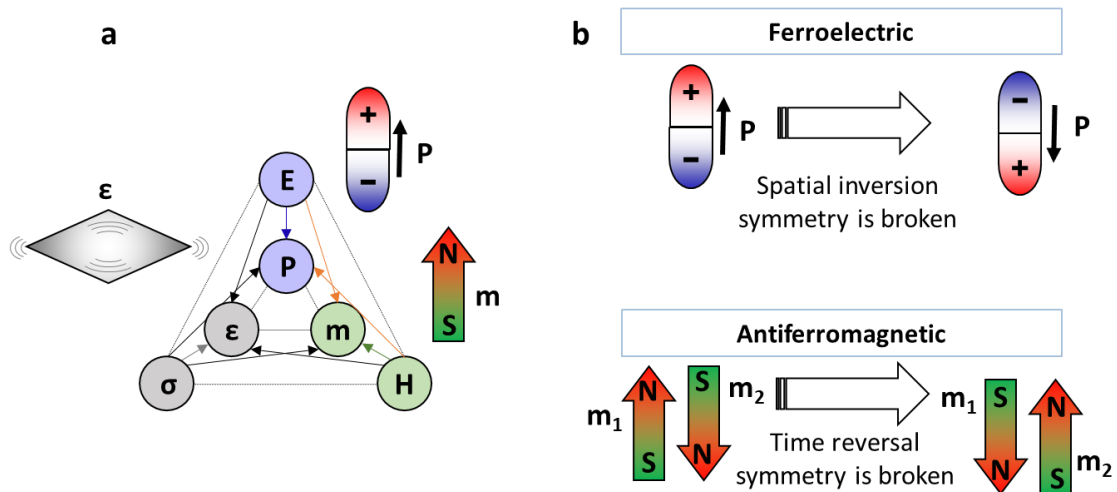 a
+
P
−
E
ε
N
P
m
S
ε
m
σ
H
b
Ferroelectric
+
P
−
−
P
+
Spatial inversion
symmetry is broken
Antiferromagnetic
m1
N
S
S
N
m2
m1
S
N
N
S
m2
Time reversal
symmetry is broken